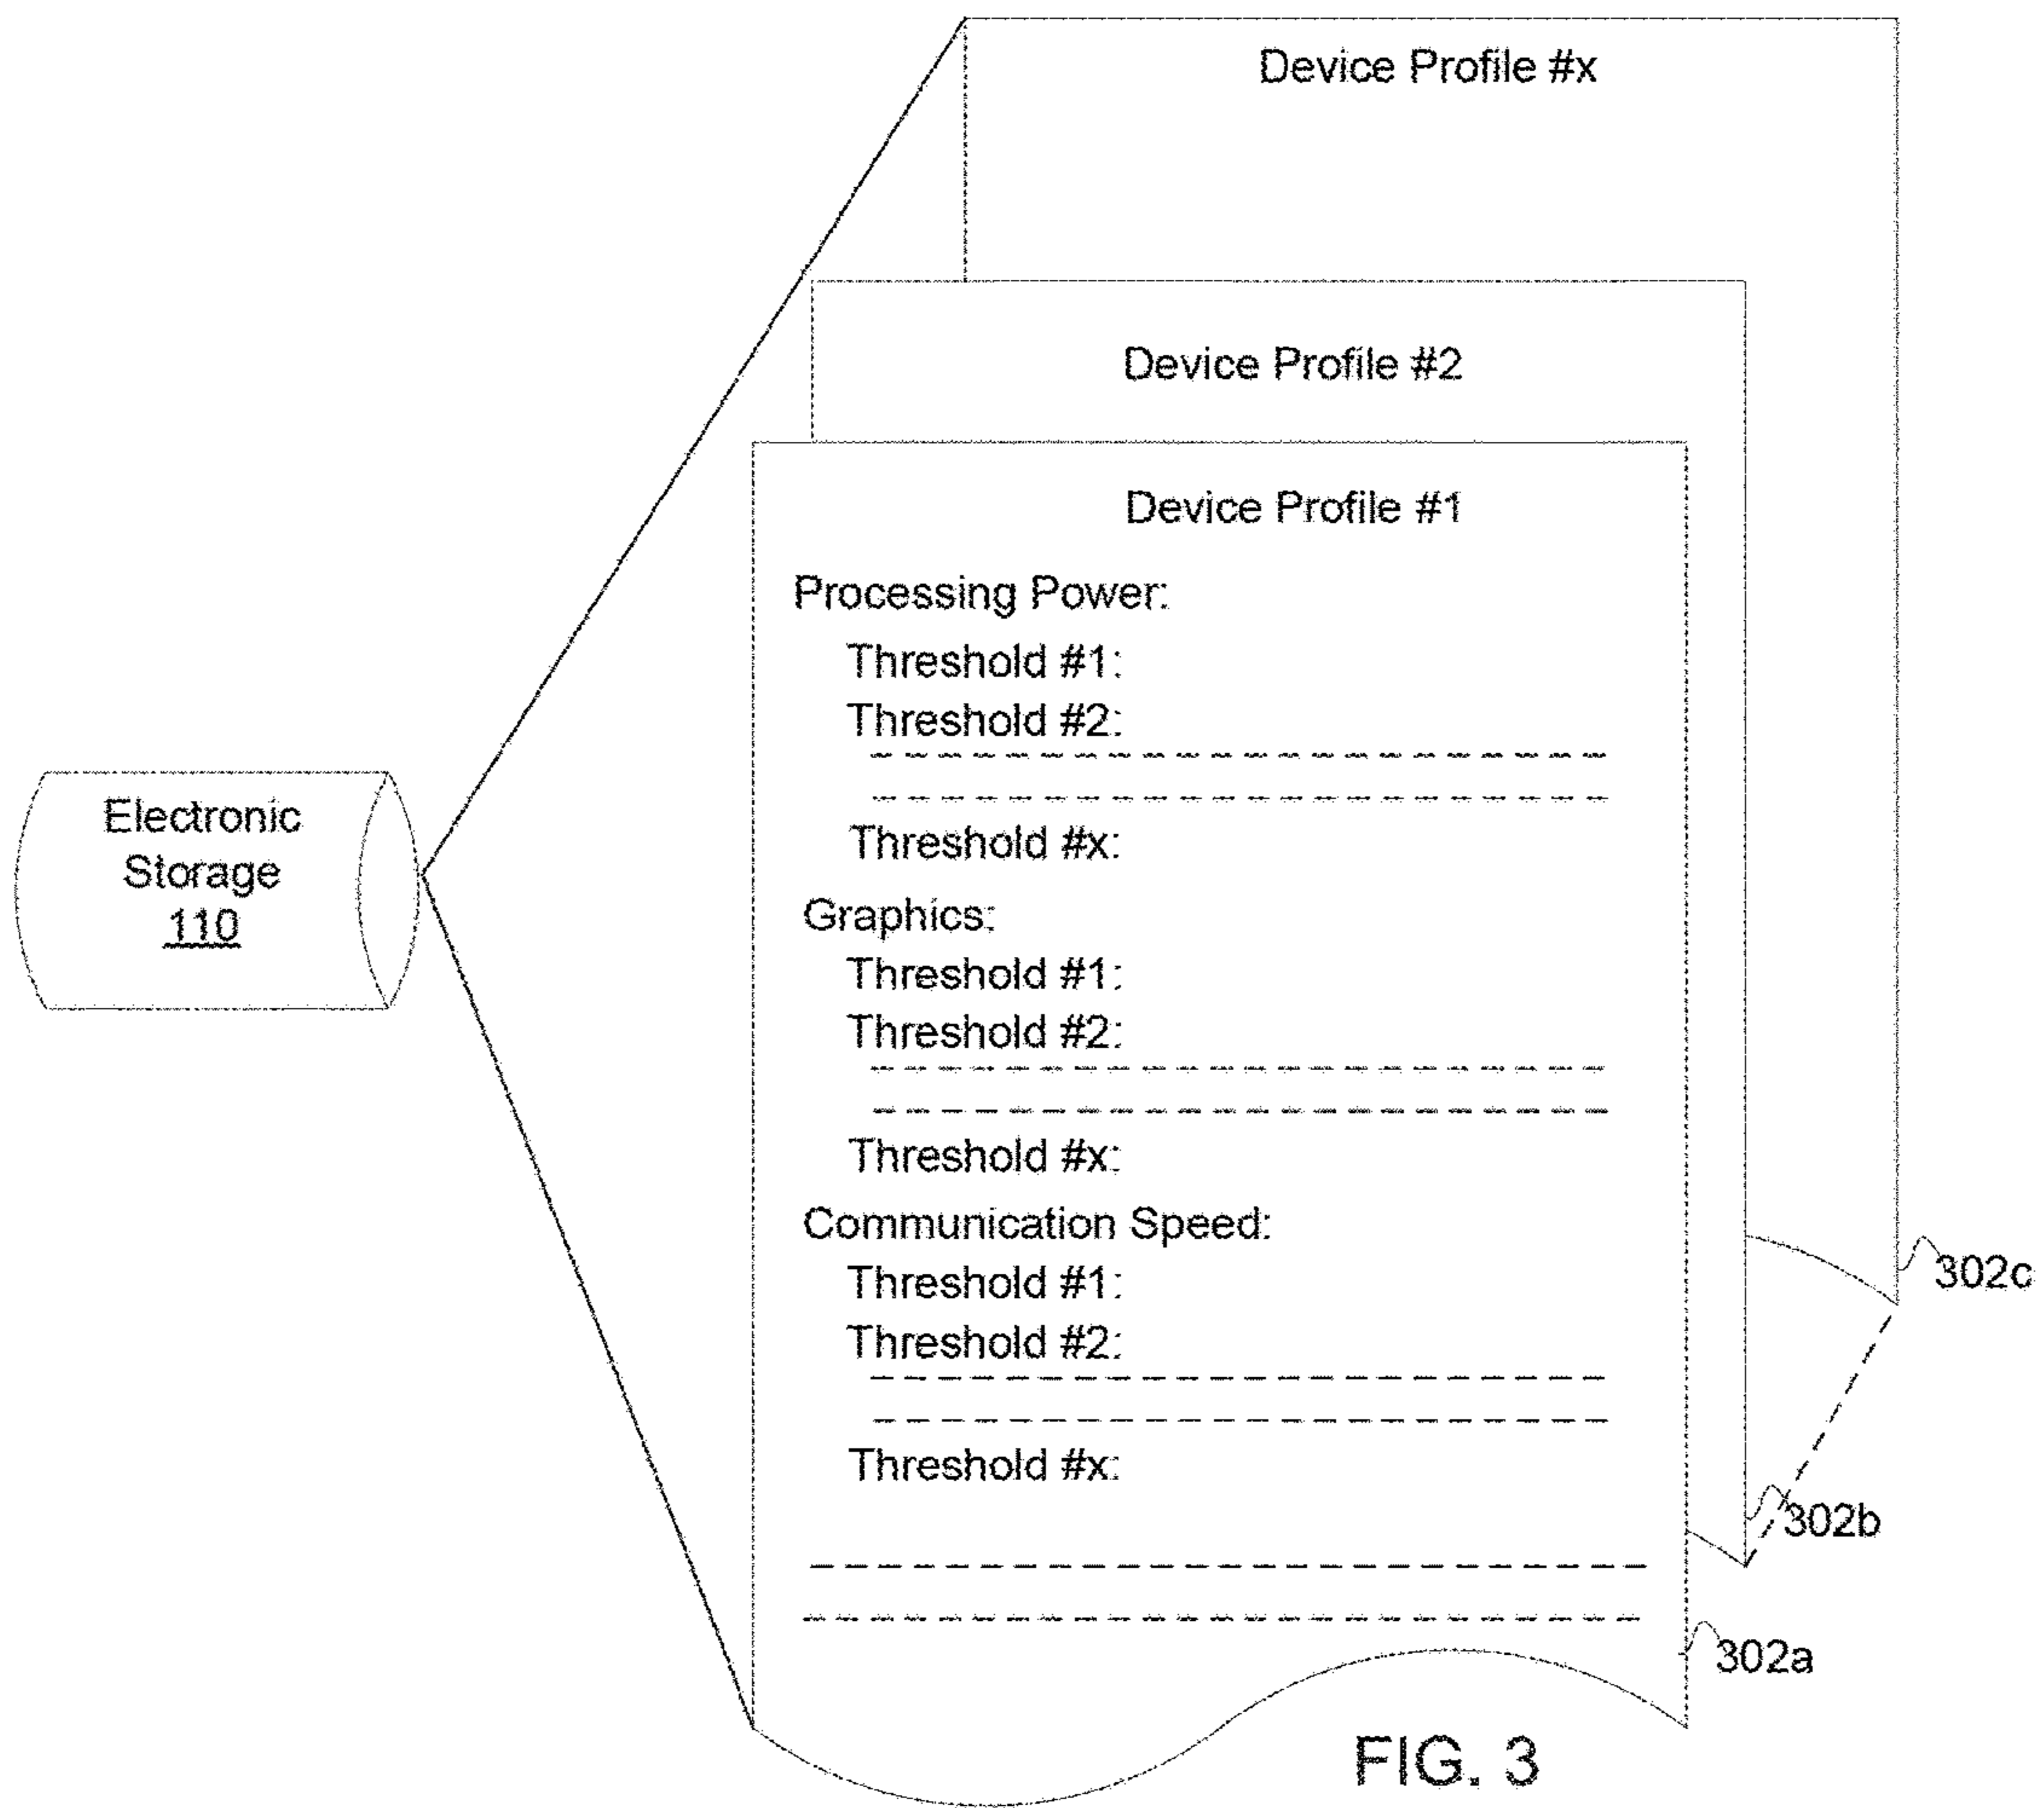 Device Profile #x
Device Profile #2
Device Profile #1
Processing Power:
Threshold #1:
Threshold #2:
Threshold #x:
Graphics:
Threshold #1:
Threshold #2:
Threshold #x:
Communication Speed:
Threshold #1:
Threshold #2:
Threshold #x:
Electronic
Storage
110
302c
302b
302a
FIG. 3